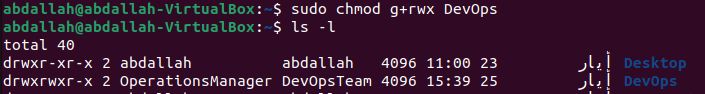 abdallah@abdallah-VirtualBox:~$ sudo chmod g+rwx DevOps
abdallah@abdallah-VirtualBox:~$ ls -l
total 40
drwxr-xr-x 2 abdallah          abdallah   4096 11:00 23          أيار Desktop
drwxrwxr-x 2 OperationsManager DevOpsTeam 4096 15:39 25          أيار DevOps